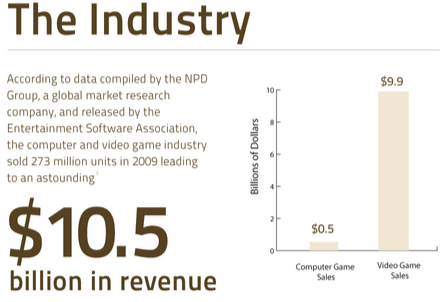 The Industry
According to data compiled by the NPD
Group, a global market research
company, and released by the
Entertainment Software Association,
the computer and video game industry
sold 273 million units in 2009 leading
to an astounding
$10.5
billion in revenue
Billions of Dollars
10
8
6
4
2
0
$0.5
$9.9
Computer Game
Sales
Video Game
Sales